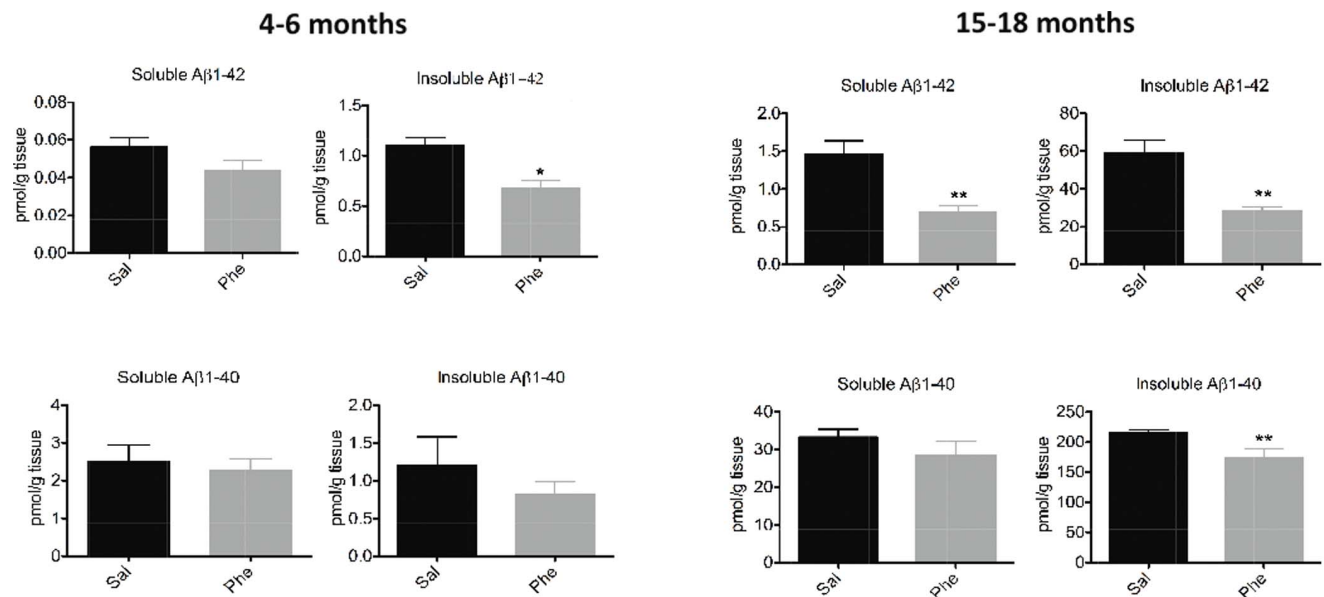 4-6 months
15-18 months
Soluble Aβ1-42
pmol/g tissue
0.08
0.06
0.04
0.02
0.00
Sal
Phe
Insoluble Aβ1-42
pmol/g tissue
1.5
1.0
0.5
0.0
*
Sal
Phe
Soluble Aβ1-42
pmol/g tissue
2.0
1.5
1.0
0.5
0.0
**
Sal
Phe
Insoluble Aβ1-42
pmol/g tissue
80
60
40
20
0
**
Sal
Phe
Soluble Aβ1-40
pmol/g tissue
4
3
2
1
0
Sal
Phe
Insoluble Aβ1-40
pmol/g tissue
2.0
1.5
1.0
0.5
0.0
Sal
Phe
Soluble Aβ1-40
pmol/g tissue
40
30
20
10
0
Sal
Phe
Insoluble Aβ1-40
pmol/g tissue
250
200
150
100
50
0
**
Sal
Phe